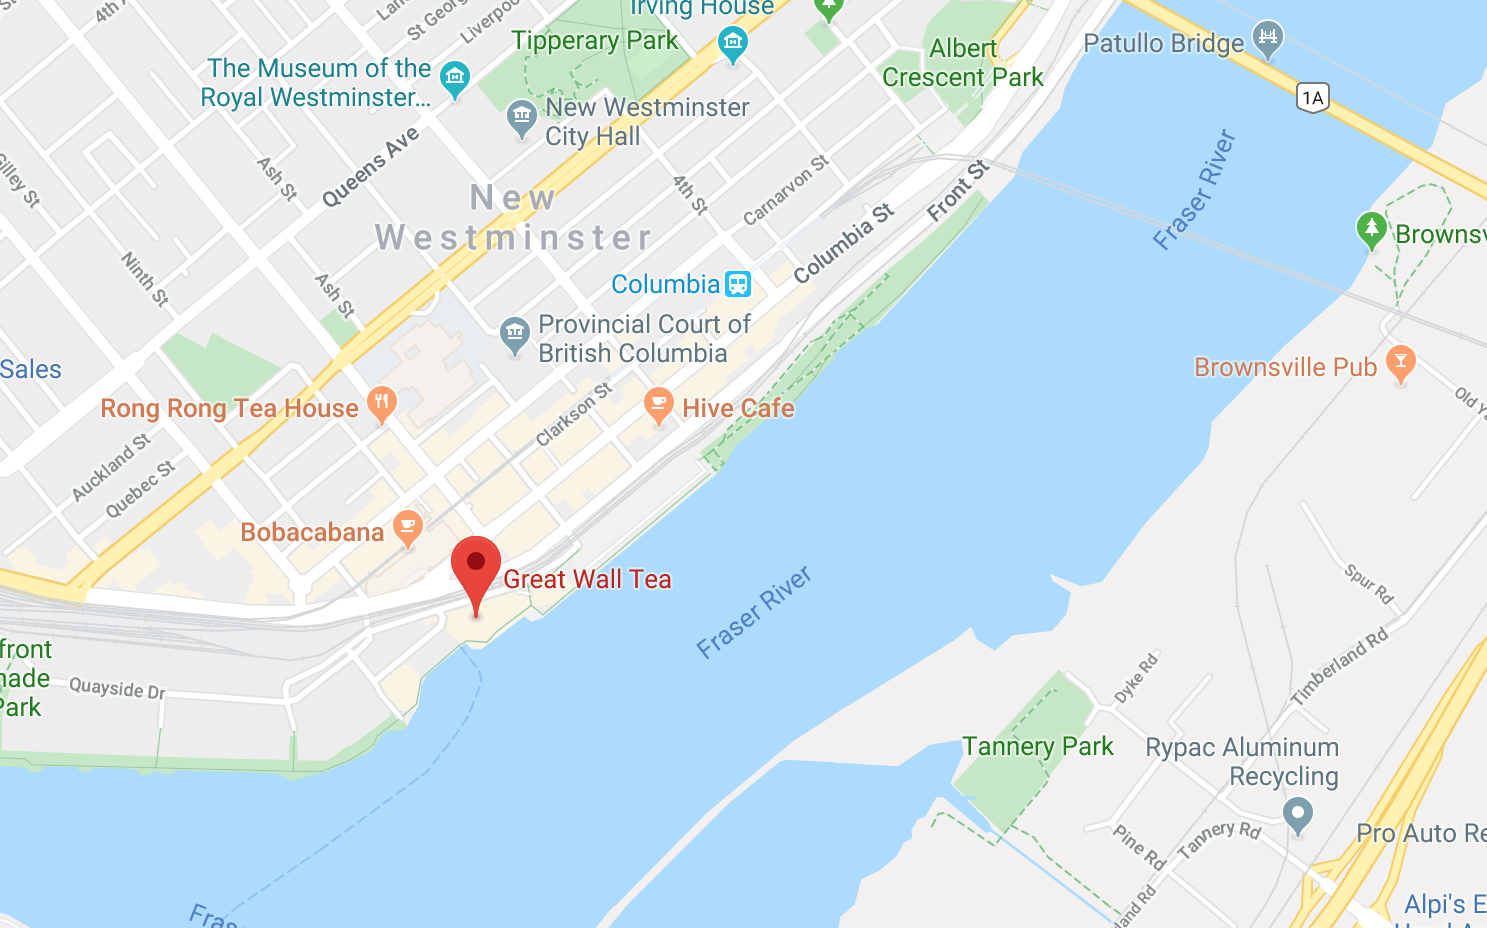 4th A
Lan
St Georg
Liverpoo
Irving House
Tipperary Park
Albert
Crescent Park
Patullo Bridge
1A
The Museum of the
Royal Westminster...
New Westminster
City Hall
Queens Ave
Ash St
Gilley St
4th St
Carnarvon St
Front St
Columbia St
Fraser River
Brownsv
New
Westminster
Ninth St
Ash St
Columbia
Provincial Court of
British Columbia
Sales
Brownsville Pub
Old Y
Rong Rong Tea House
Hive Cafe
Clarkson St
Auckland St
Quebec St
Bobacabana
Great Wall Tea
Fraser River
Spur Rd
Timberland Rd
Dyke Rd
front
nade
Park
Quayside Dr
Tannery Park
Rypac Aluminum
Recycling
Pine Rd
Tannery Rd
Pro Auto Re
land Rd
Alpi's E
Fras